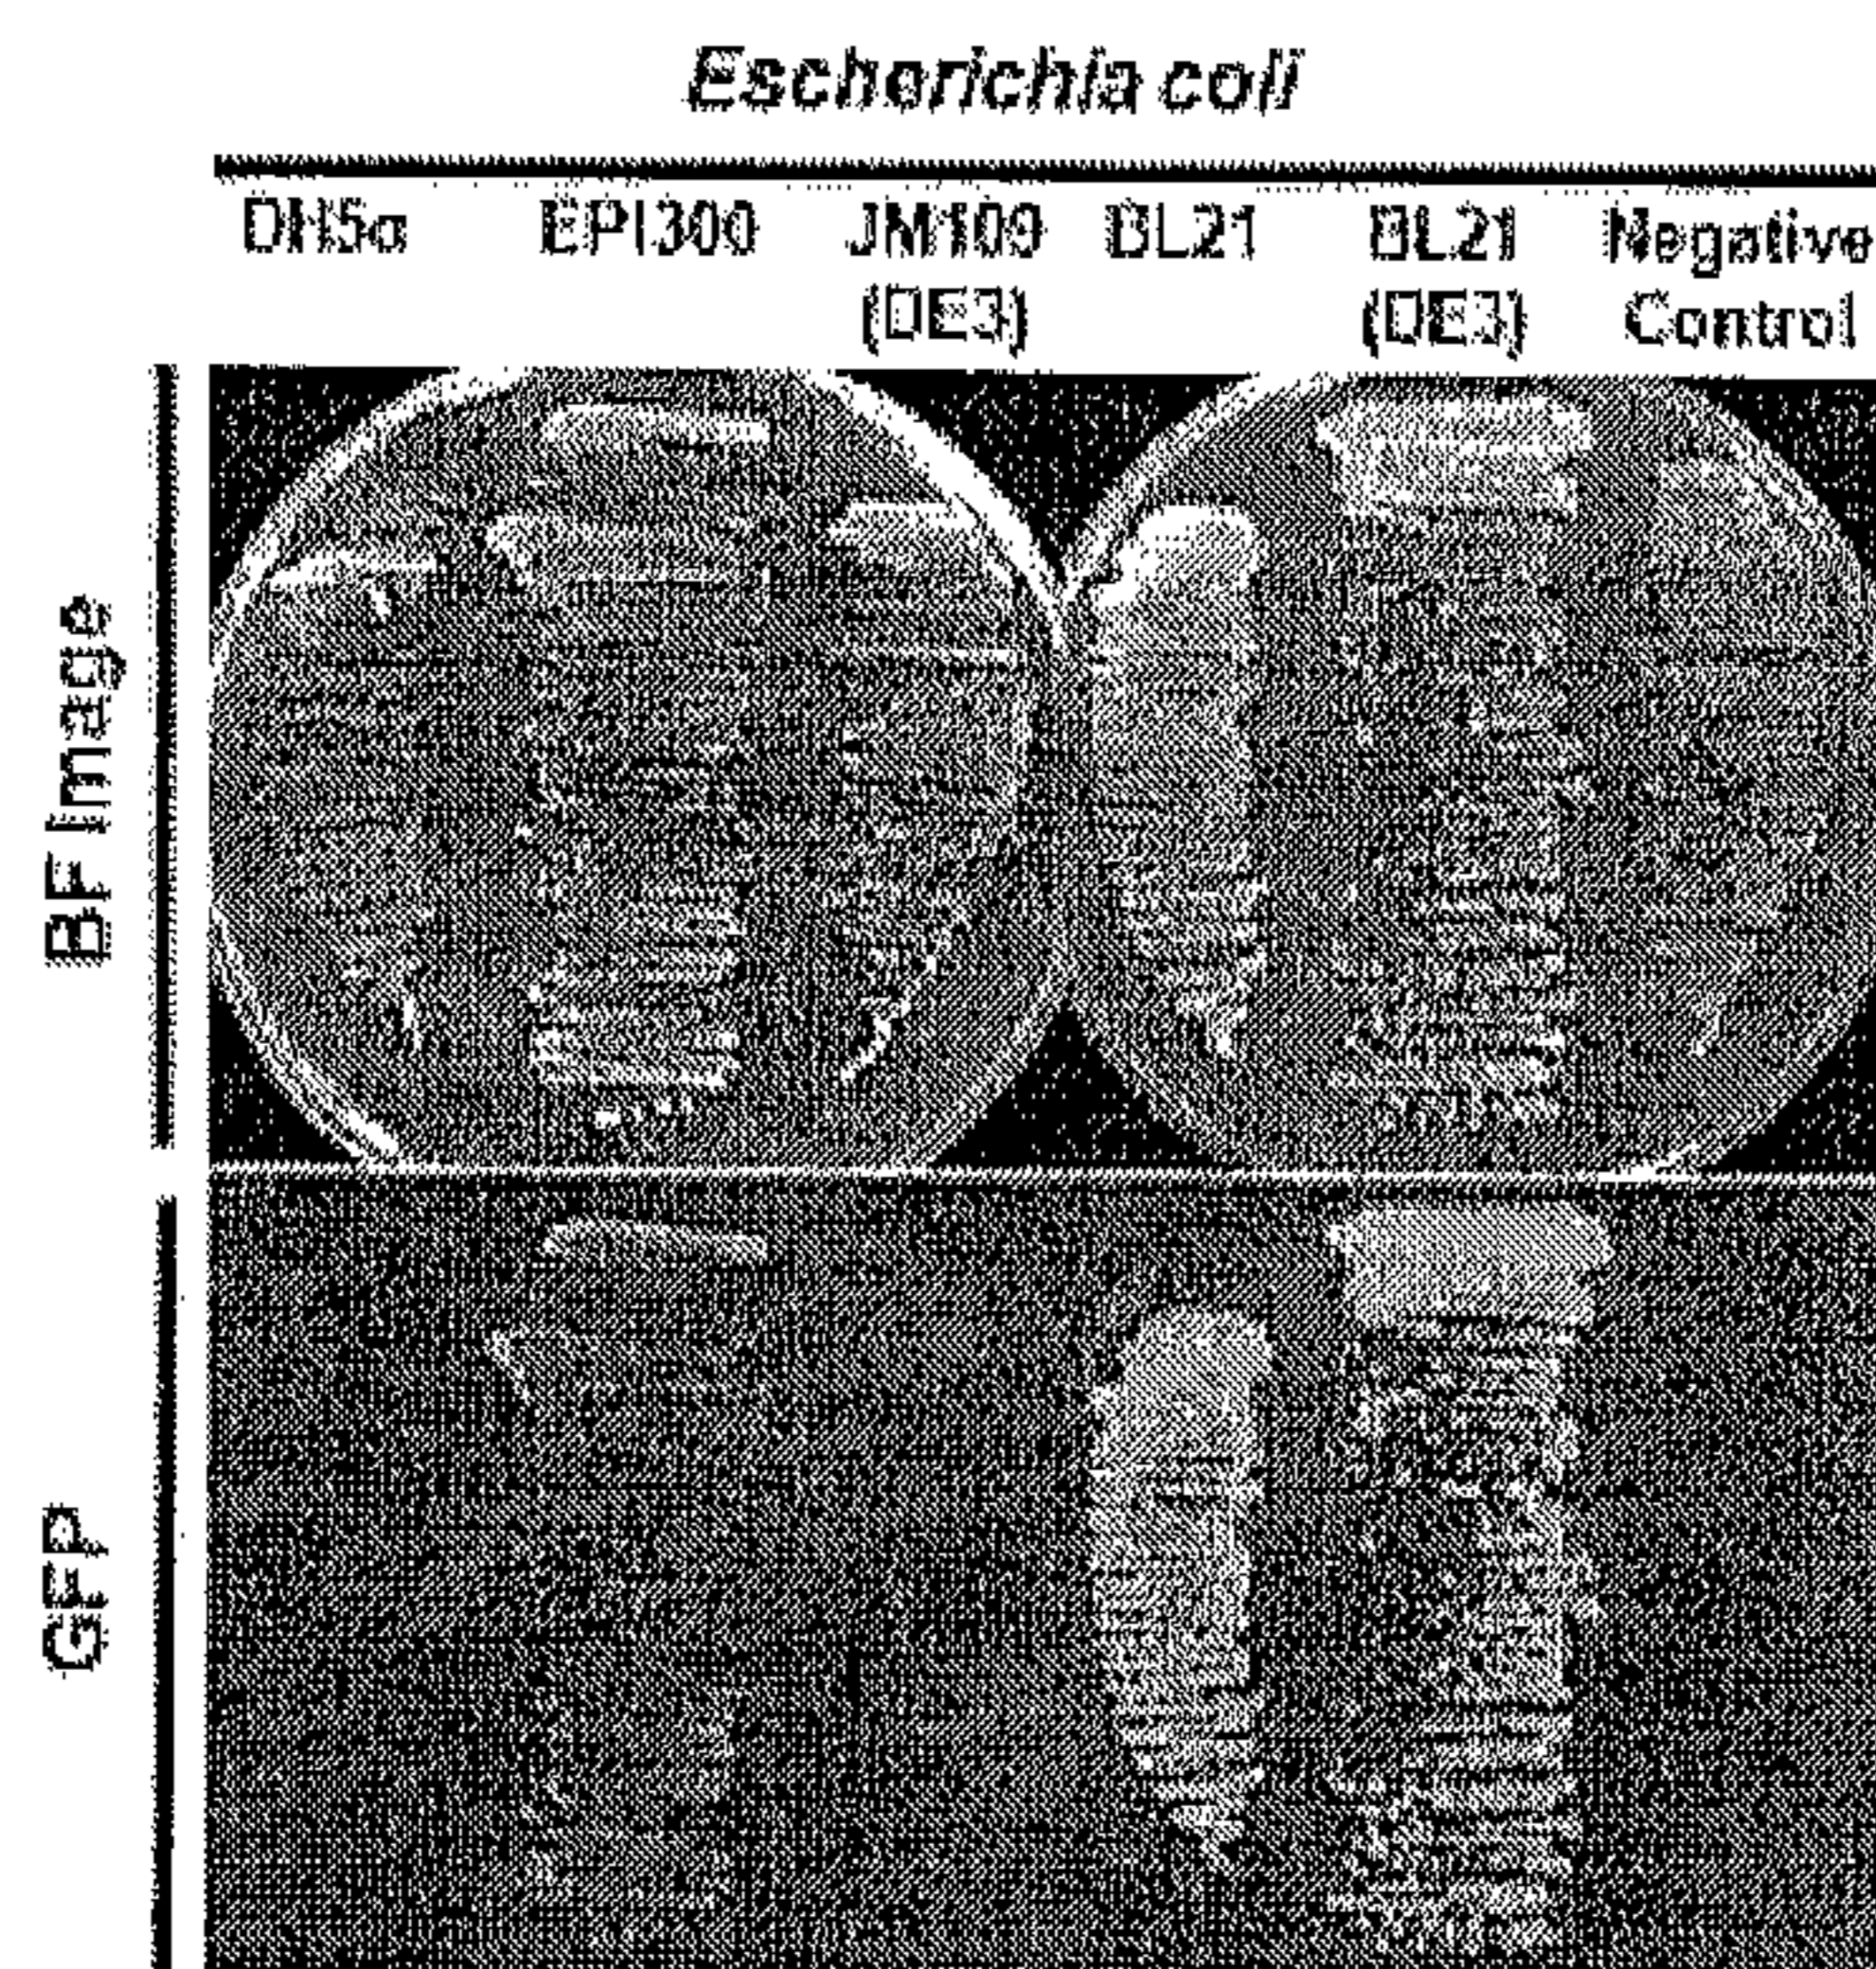 Escherichia coli
DH5α EPI300 JM109 BL21 BL21 Negative
(DE3) (DE3) Control
BF Image
GFP